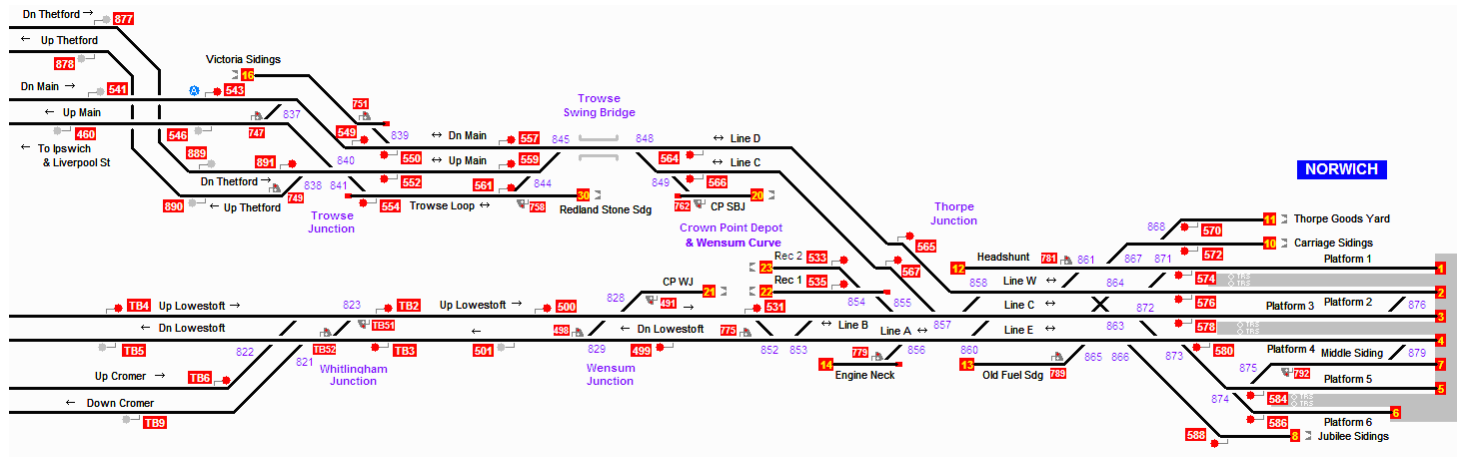 Dn Thetford → 877
← Up Thetford
878
Victoria Sidings
16
Dn Main → 541
A 543
← Up Main
837
751
460
546
747
549
839
Trowse
Swing Bridge
← To Ipswich
& Liverpool St
889
891
840
550
↔ Dn Main
557
845
848
564
↔ Line D
552
↔ Up Main
559
566
↔ Line C
Dn Thetford →
838
841
749
561
844
849
890
← Up Thetford
554
Trowse Loop ↔
758
30
Redland Stone Sdg
762
CP SBJ
20
Trowse
Junction
NORWICH
Crown Point Depot
& Wensum Curve
Thorpe
Junction
565
567
868
570
11
Thorpe Goods Yard
572
10
Carriage Sidings
Rec 2
533
23
Rec 1
535
22
12
Headshunt
781
861
867
871
574
Platform 1
1
TRS
TRS
CP WJ
21
491
828
854
855
858
Line W ↔
864
576
Platform 2
2
TB4
Up Lowestoft →
823
TB2
Up Lowestoft →
500
→
531
Line C ↔
872
Platform 3
876
3
← Dn Lowestoft
TB51
←
498
← Dn Lowestoft
775
↔ Line B
Line A ↔
857
Line E ↔
863
578
TRS
TRS
4
TB5
822
TB52
TB3
501
829
499
852
853
779
856
860
865
866
873
580
Platform 4
Middle Siding
879
821
Whitlingham
Junction
Wensum
Junction
14
Engine Neck
13
Old Fuel Sdg
789
875
792
7
Up Cromer →
TB6
Platform 5
5
← Down Cromer
TB9
874
584
TRS
TRS
6
586
Platform 6
588
8
Jubilee Sidings